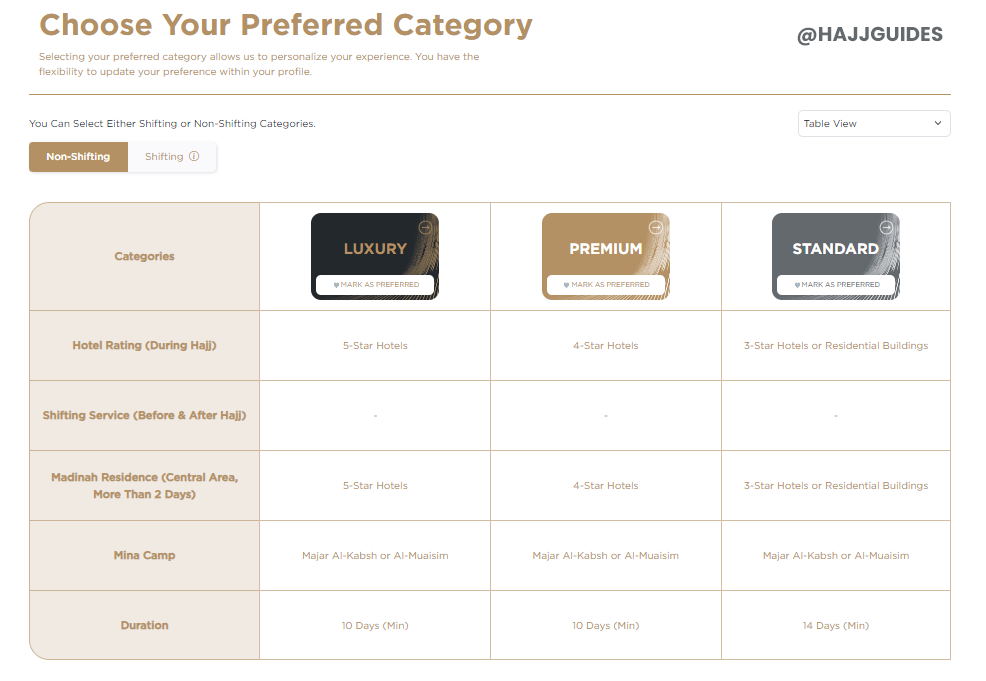 Choose Your Preferred Category
@HAJJGUIDES
Selecting your preferred category allows us to personalize your experience. You have the
flexibility to update your preference within your profile.
You Can Select Either Shifting or Non-Shifting Categories.
Table View
Non-Shifting
Shifting
Categories
LUXURY
MARK AS PREFERRED
PREMIUM
MARK AS PREFERRED
STANDARD
MARK AS PREFERRED
Hotel Rating (During Hajj)
5-Star Hotels
4-Star Hotels
3-Star Hotels or Residential Buildings
Shifting Service (Before & After Hajj)
-
-
-
Madinah Residence (Central Area,
More Than 2 Days)
5-Star Hotels
4-Star Hotels
3-Star Hotels or Residential Buildings
Mina Camp
Majar Al-Kabsh or Al-Muaisim
Majar Al-Kabsh or Al-Muaisim
Majar Al-Kabsh or Al-Muaisim
Duration
10 Days (Min)
10 Days (Min)
14 Days (Min)